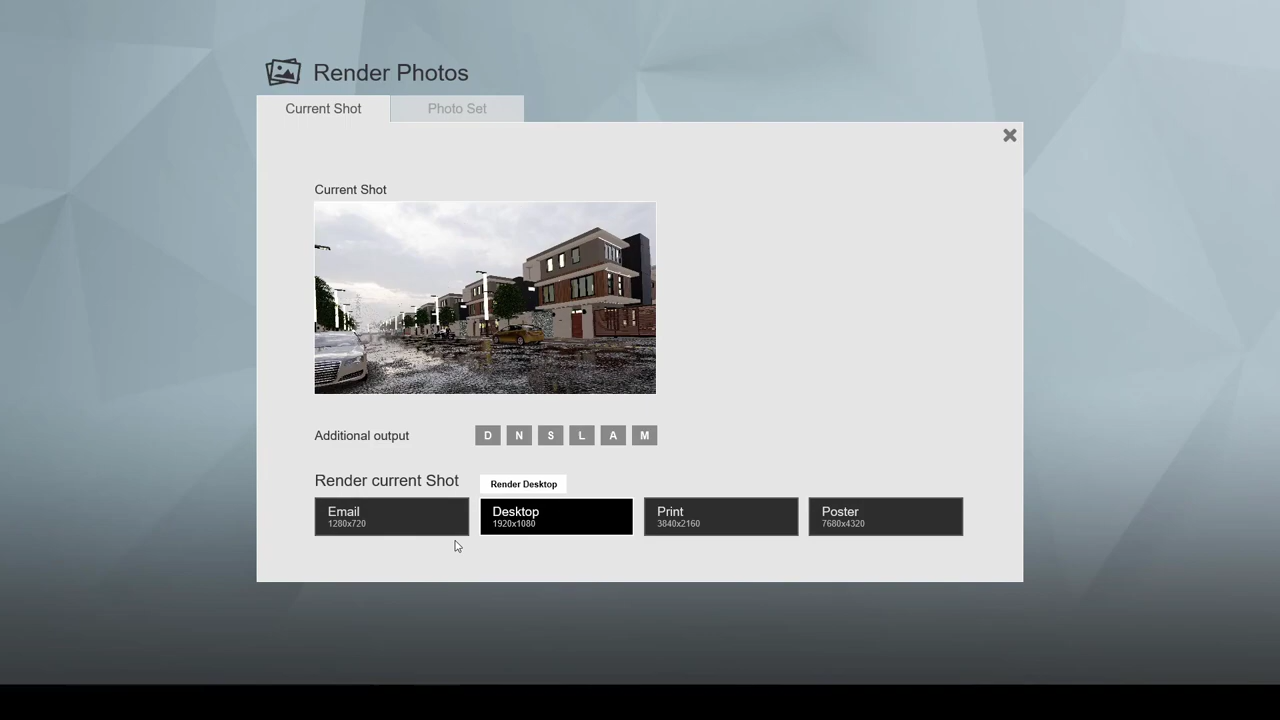 Render Photos
Current Shot
Photo Set
Current Shot
Additional output
D N S L A M
Render current Shot
Render Desktop
Email
1280x720
Desktop
1920x1080
Print
3840x2160
Poster
7680x4320